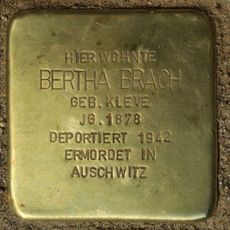 HIER WOHNTE
BERTHA BRACH
GEB. KLEVE
JG. 1878
DEPORTIERT 1942
ERMORDET IN
AUSCHWITZ